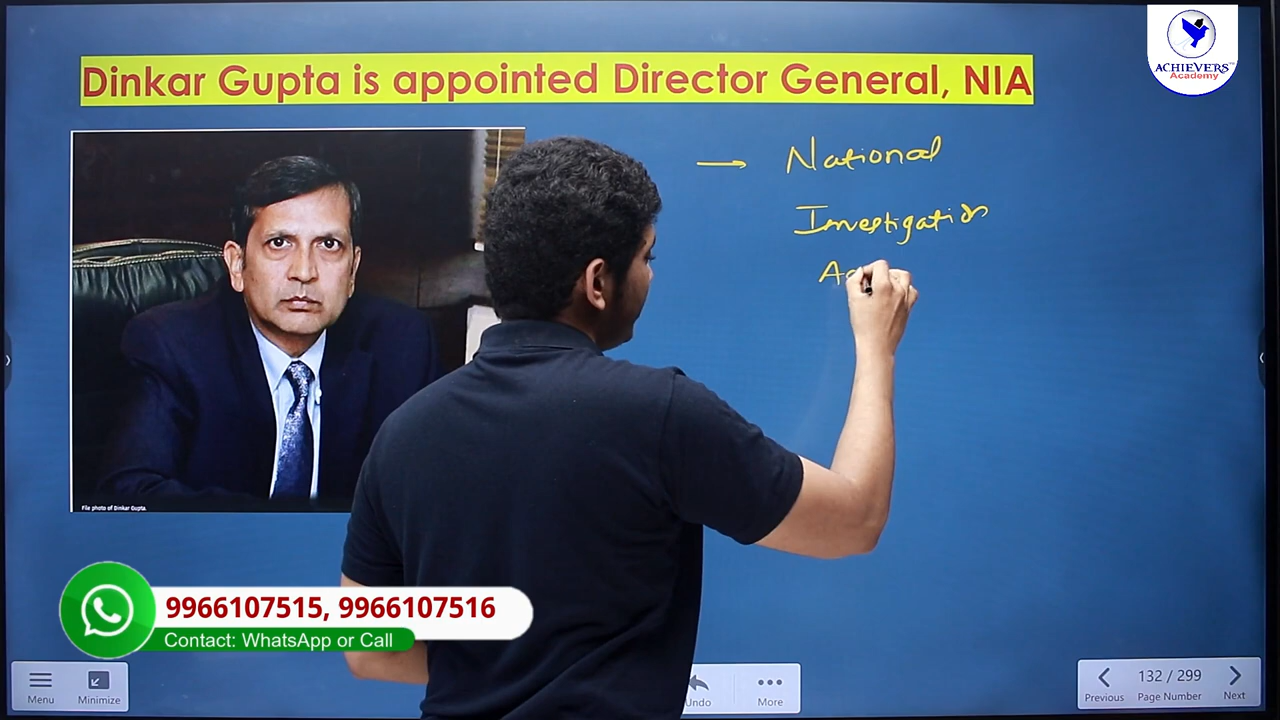 Dinkar Gupta is appointed Director General, NIA
ACHIEVERS™
Academy
National
Investigation
File photo of Dinkar Gupta.
9966107515, 9966107516
Contact: WhatsApp or Call
Menu
Minimize
Undo
More
Previous
132 / 299
Page Number
Next